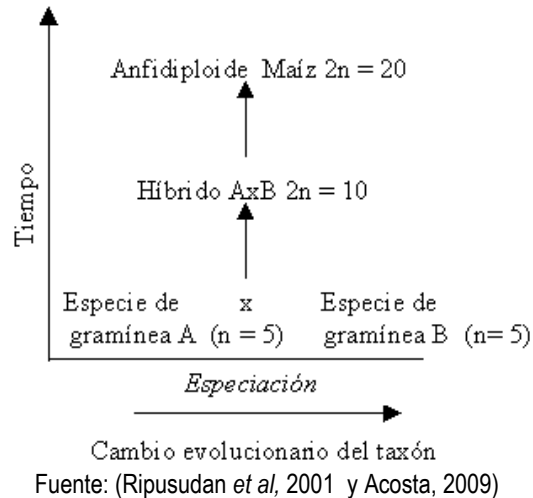 Anfidiploide Maíz 2n = 20
Híbrido AxB 2n = 10
Tiempo
Especie de x Especie de
gramínea A (n = 5) gramínea B (n= 5)
Especiación
Cambio evolucionario del taxón
Fuente: (Ripusudan et al, 2001 y Acosta, 2009)